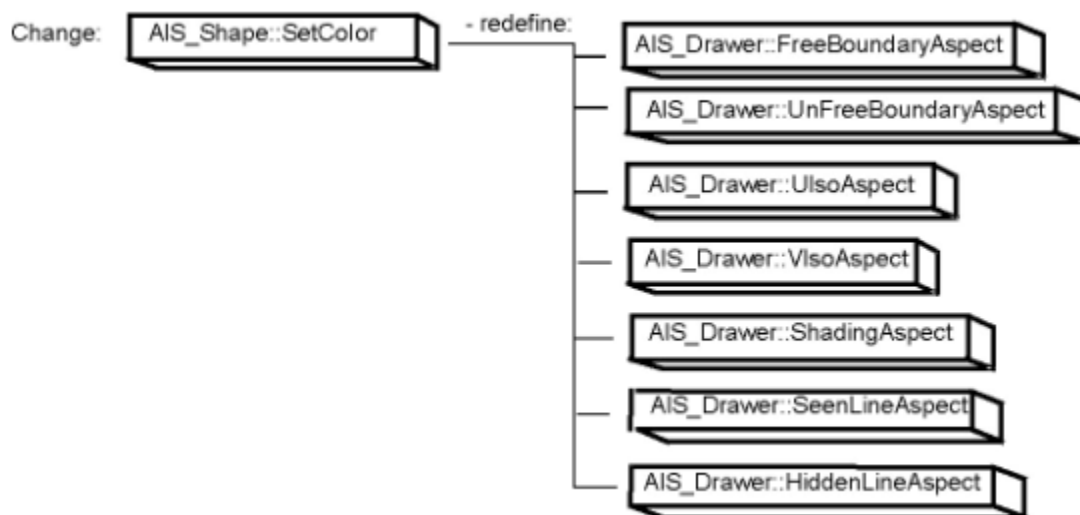 Change:
AIS_Shape::SetColor
- redefine:
AIS_Drawer::FreeBoundaryAspect
AIS_Drawer::UnFreeBoundaryAspect
AIS_Drawer::UIsoAspect
AIS_Drawer::VIsoAspect
AIS_Drawer::ShadingAspect
AIS_Drawer::SeenLineAspect
AIS_Drawer::HiddenLineAspect